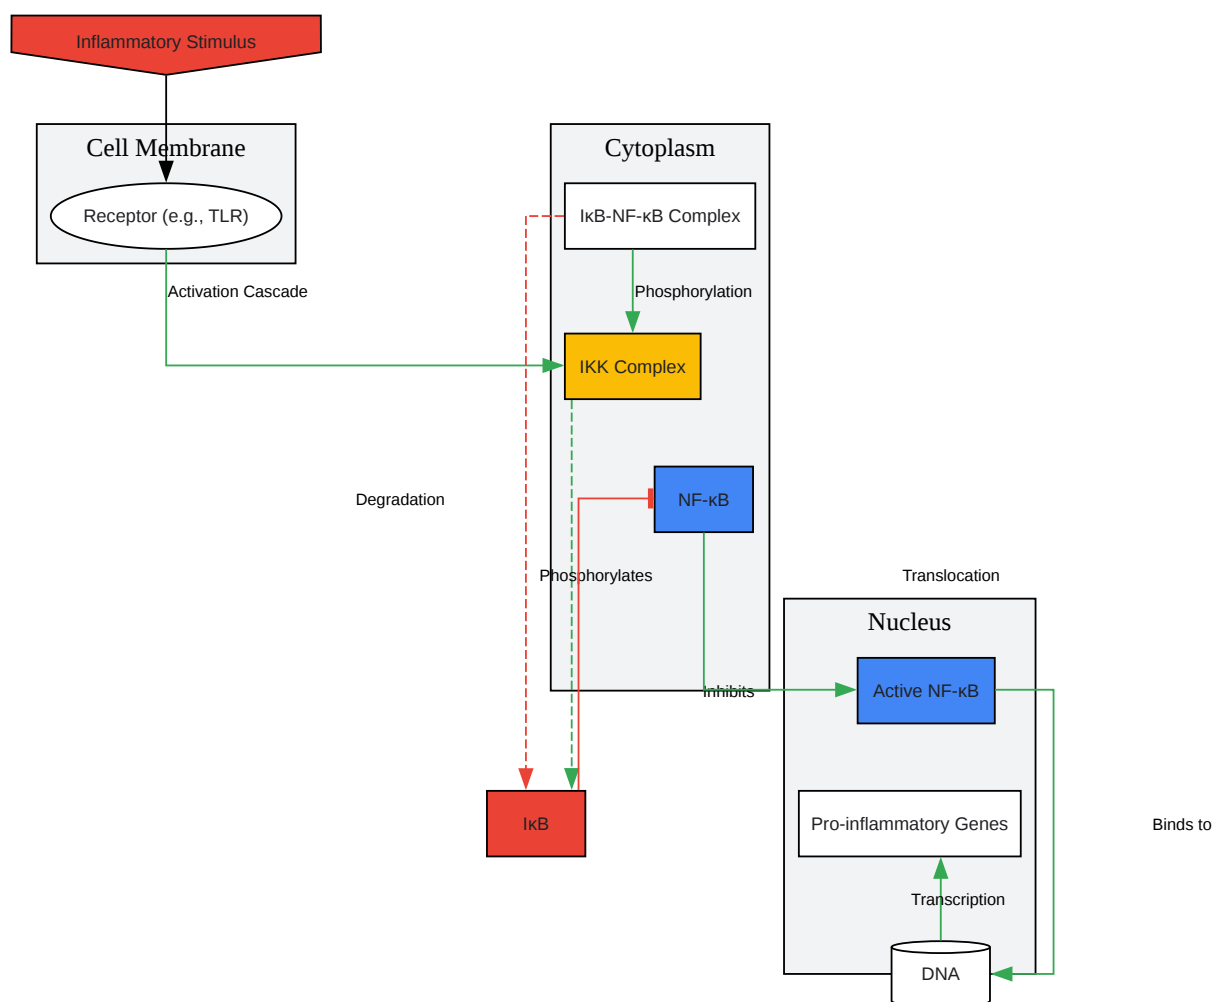 Inflammatory Stimulus
Cell Membrane
Cytoplasm
Receptor (e.g., TLR)
IκB-NF-κB Complex
Activation Cascade
Phosphorylation
IKK Complex
Degradation
NF-κB
Phosphorylates
Translocation
Nucleus
Inhibits
Active NF-κB
IκB
Pro-inflammatory Genes
Binds to
Transcription
DNA